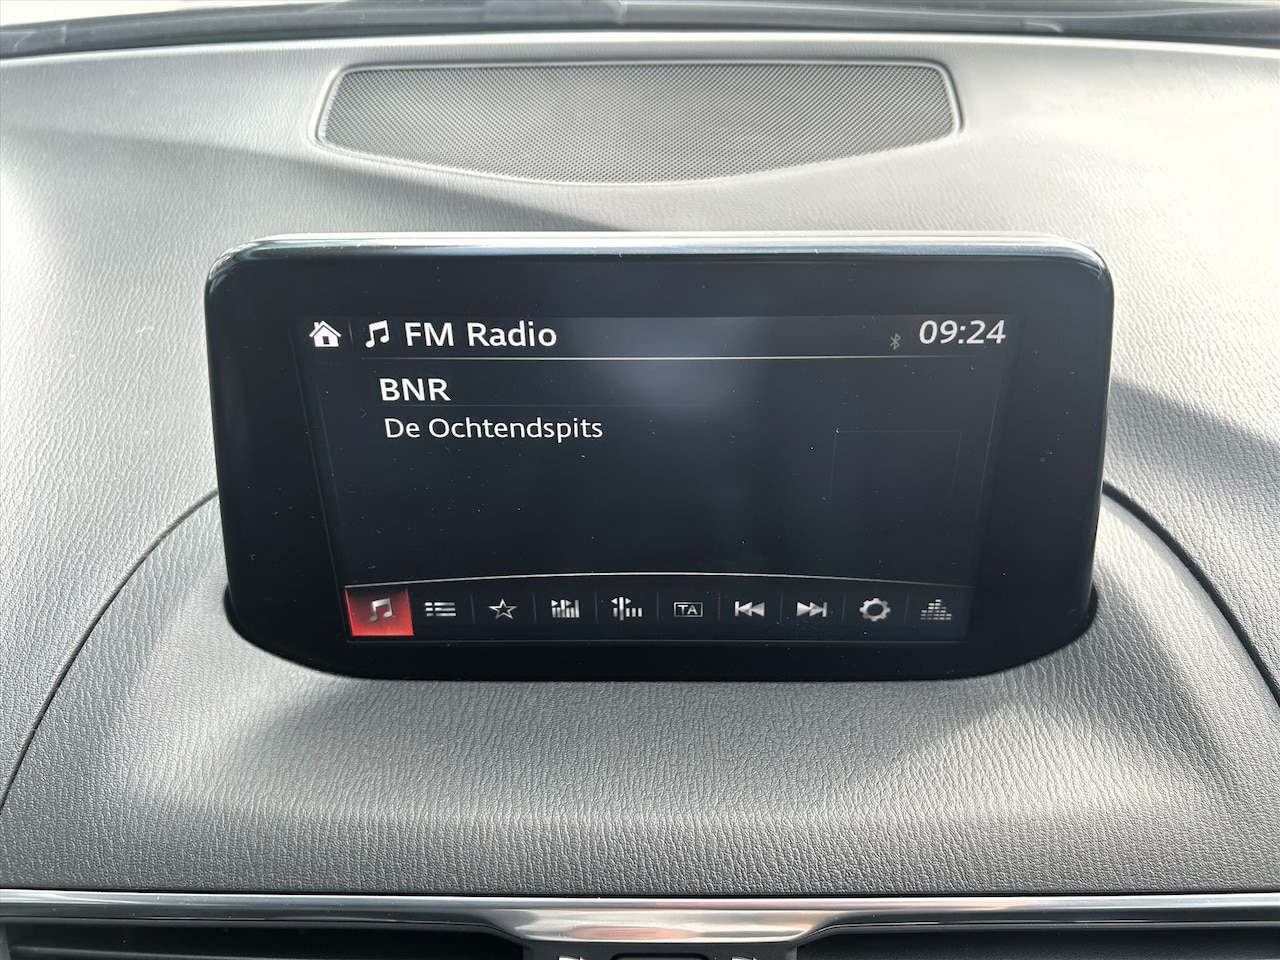 FM Radio 09:24
BNR
De Ochtendspits
TA